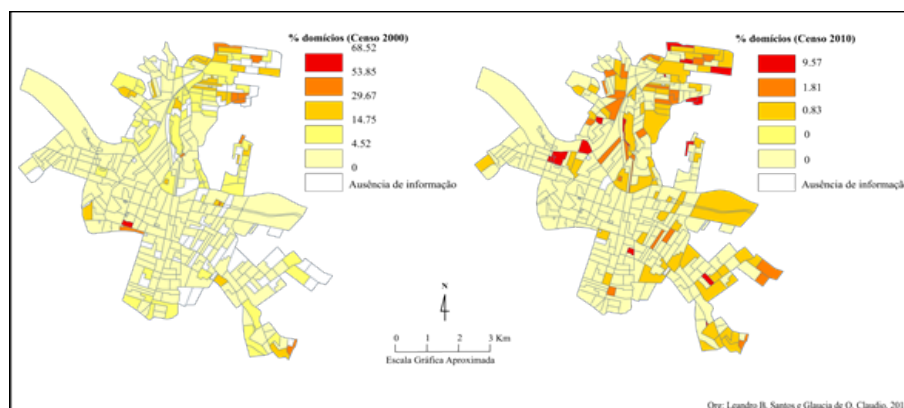 % domícios (Censo 2000)
68.52
53.85
29.67
14.75
4.52
0
Ausência de informação
% domícios (Censo 2010)
9.57
1.81
0.83
0
0
Ausência de informaçã
N
0 1 2 3 Km
Escala Gráfica Aproximada
Org: Leandro B. Santos e Glaucia de O. Claudio, 201